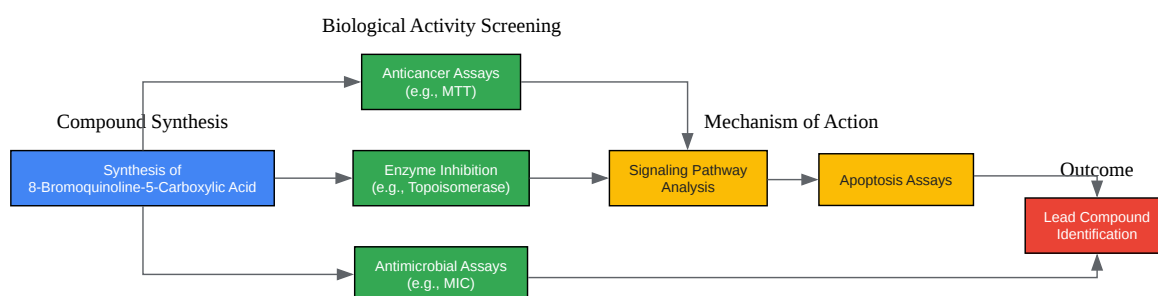 Biological Activity Screening
Anticancer Assays
(e.g., MTT)
Compound Synthesis
Mechanism of Action
Synthesis of
8-Bromoquinoline-5-Carboxylic Acid
Enzyme Inhibition
(e.g., Topoisomerase)
Signaling Pathway
Analysis
Apoptosis Assays
Outcome
Lead Compound
Identification
Antimicrobial Assays
(e.g., MIC)